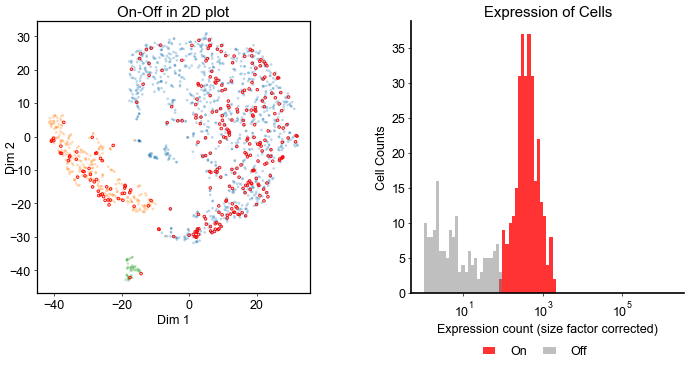 On-Off in 2D plot
Expression of Cells
Dim 2
30
20
10
0
−10
−20
−30
−40
−40
−20
0
20
Dim 1
Cell Counts
35
30
25
20
15
10
5
0
10^1
10^3
10^5
Expression count (size factor corrected)
On
Off